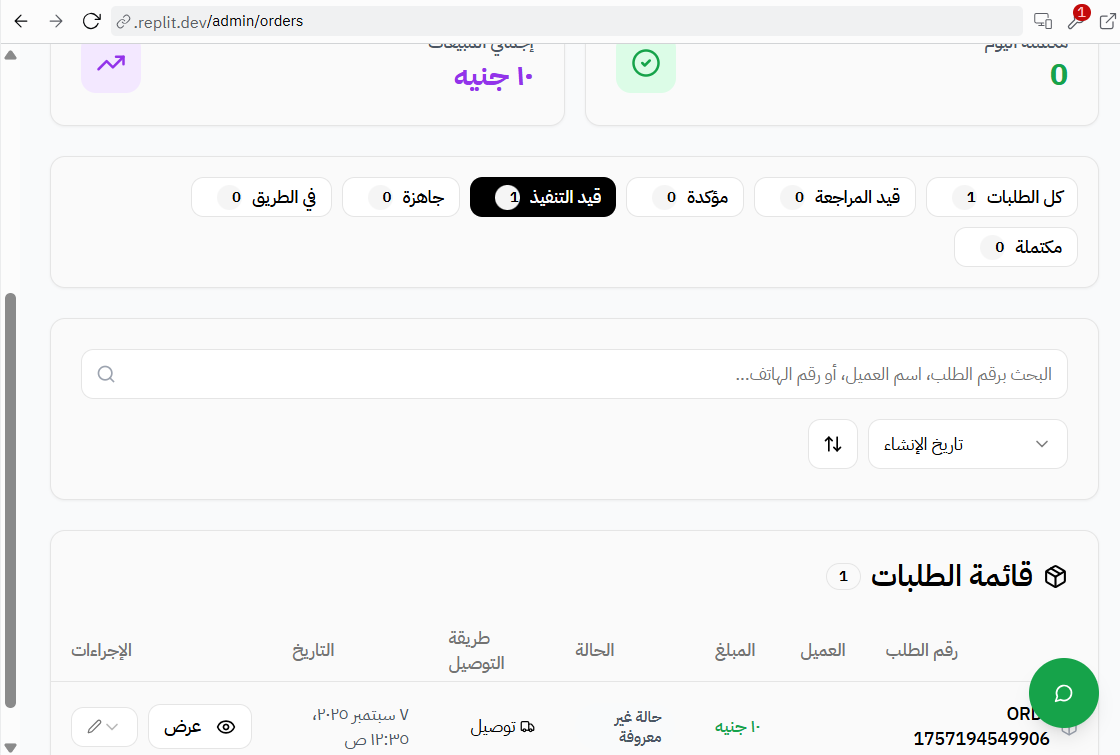 .replit.dev/admin/orders
1
مكتملة اليوم
0
إجمالي المبيعات
١٠ جنيه
كل الطلبات 1
قيد المراجعة 0
مؤكدة 0
قيد التنفيذ 1
جاهزة 0
في الطريق 0
مكتملة 0
البحث برقم الطلب، اسم العميل، أو رقم الهاتف...
تاريخ الإنشاء
قائمة الطلبات 1
رقم الطلب
العميل
المبلغ
الحالة
طريقة
التوصيل
التاريخ
الإجراءات
1757194549906
١٠ جنيه
حالة غير
معروفة
توصيل
٧ سبتمبر ٢٠٢٥،
١٢:٣٥ ص
عرض